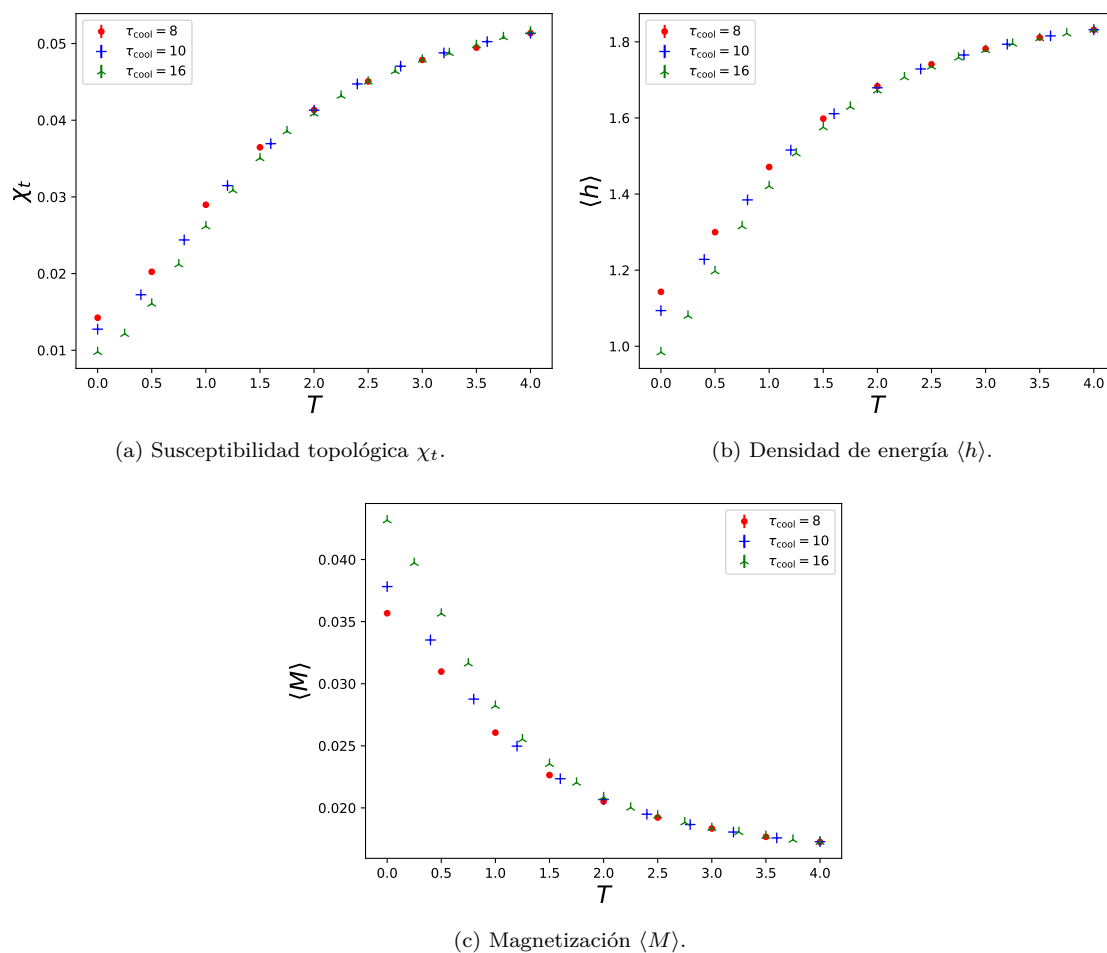 τcool = 8
τcool = 10
τcool = 16
0.05
0.04
0.03
0.02
0.01
χt
0.0 0.5 1.0 1.5 2.0 2.5 3.0 3.5 4.0
T
(a) Susceptibilidad topológica χt.
τcool = 8
τcool = 10
τcool = 16
1.8
1.6
1.4
1.2
1.0
⟨h⟩
0.0 0.5 1.0 1.5 2.0 2.5 3.0 3.5 4.0
T
(b) Densidad de energía ⟨h⟩.
τcool = 8
τcool = 10
τcool = 16
0.040
0.035
0.030
0.025
0.020
⟨M⟩
0.0 0.5 1.0 1.5 2.0 2.5 3.0 3.5 4.0
T
(c) Magnetización ⟨M⟩.